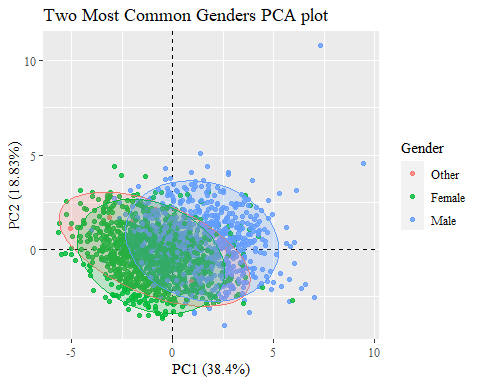 Two Most Common Genders PCA plot
PC2 (18.83%)
10
5
0
-5
0
5
10
PC1 (38.4%)
Gender
Other
Female
Male